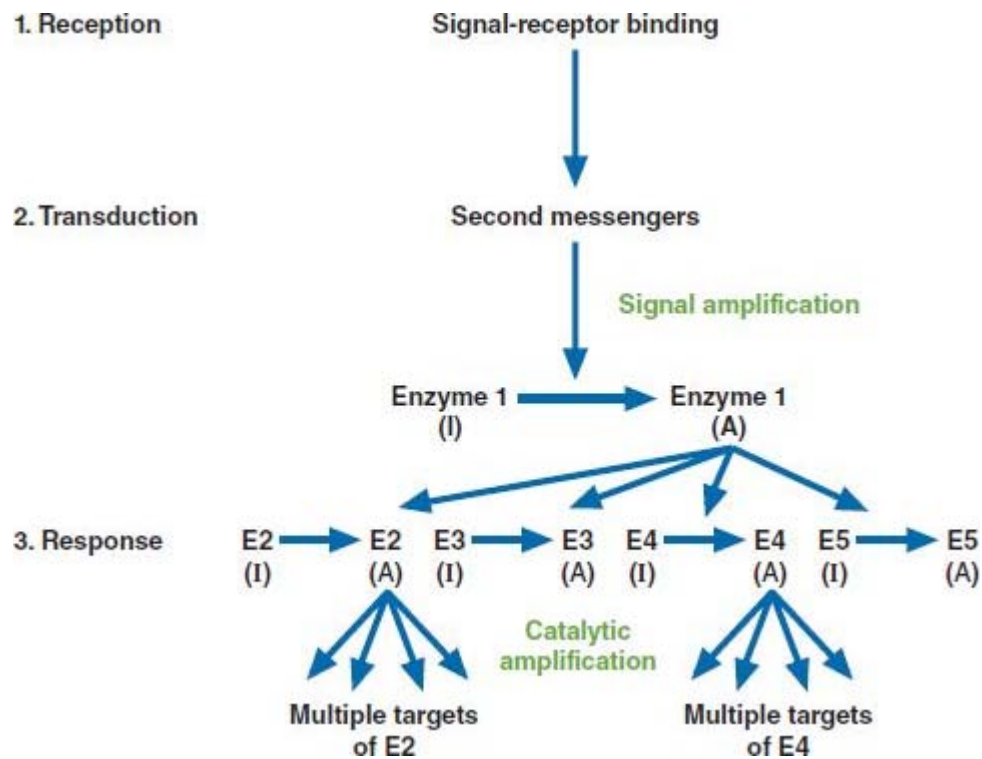 1. Reception
Signal-receptor binding
2. Transduction
Second messengers
Signal amplification
Enzyme 1
(I)
Enzyme 1
(A)
3. Response
E2
(I)
E2
(A)
E3
(I)
E3
(A)
E4
(I)
E4
(A)
E5
(I)
E5
(A)
Catalytic
amplification
Multiple targets
of E2
Multiple targets
of E4